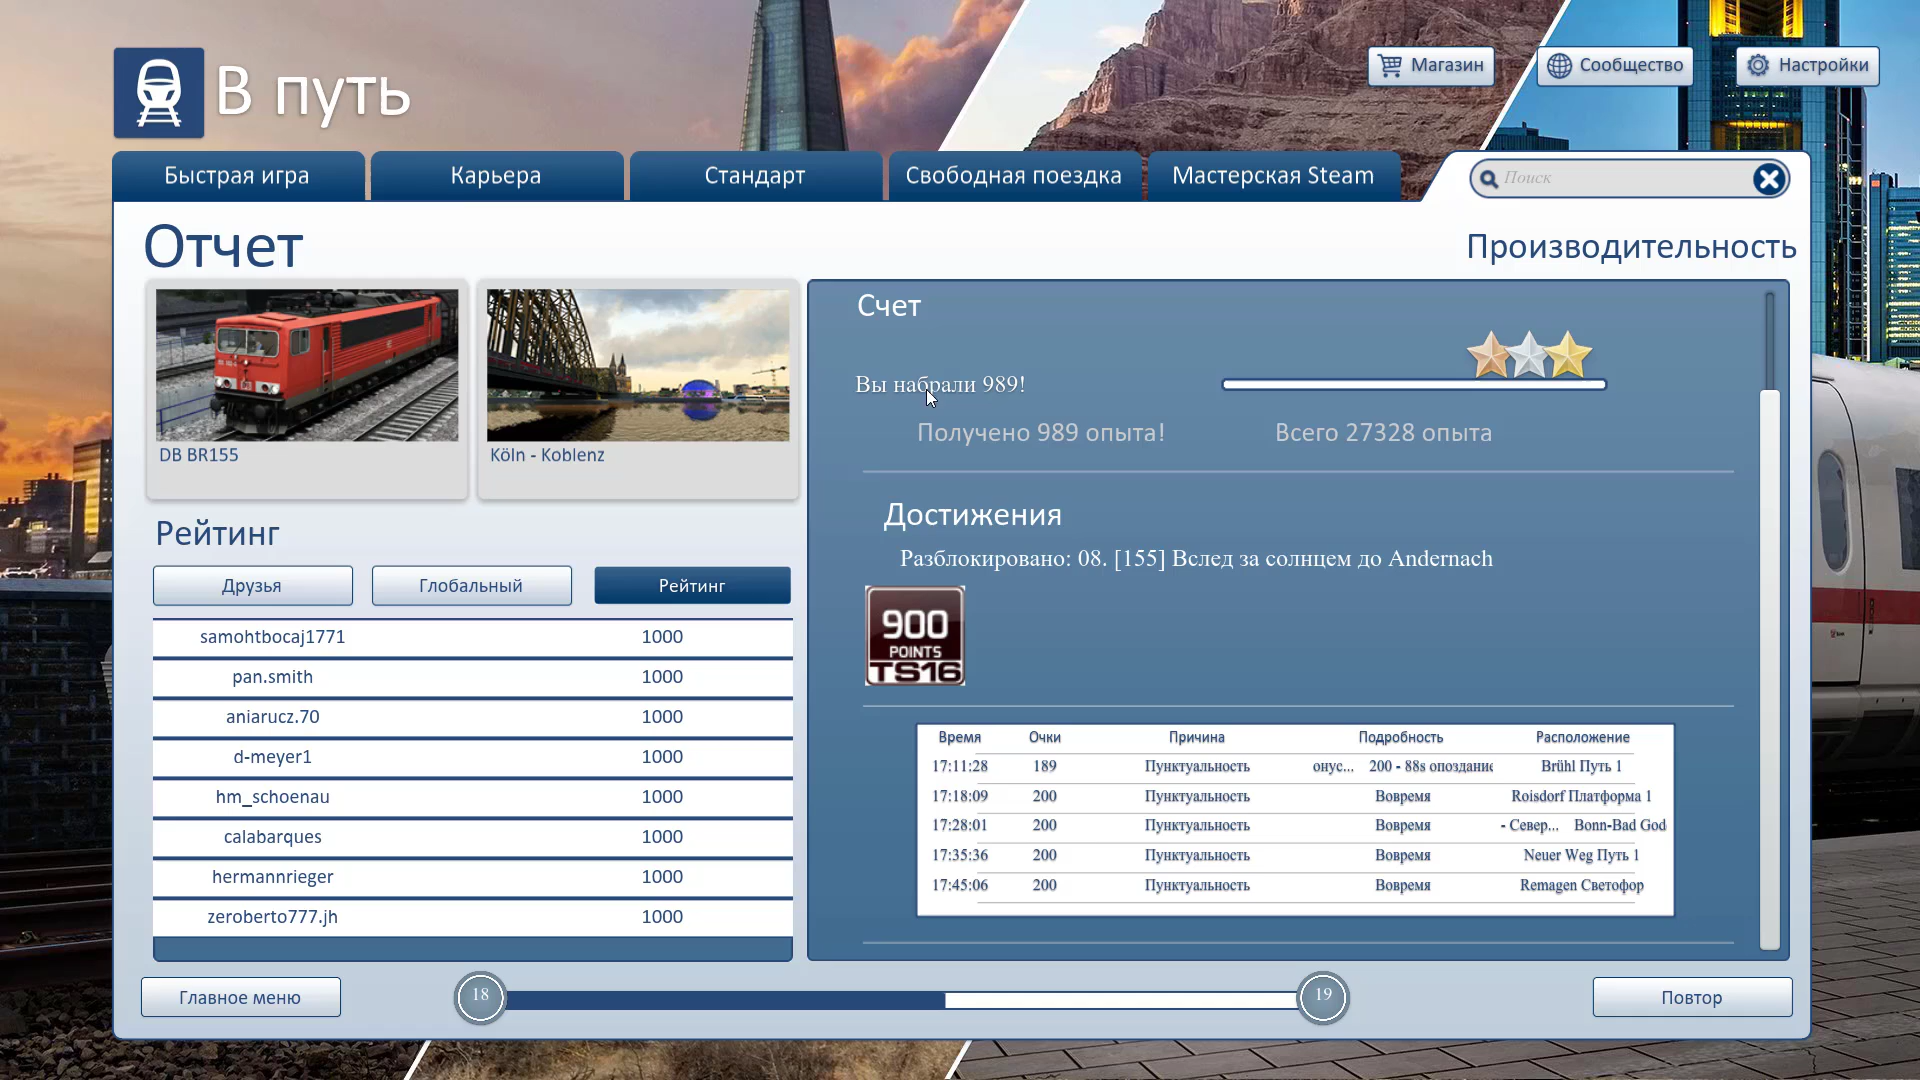 В путь
Магазин
Сообщество
Настройки
Быстрая игра
Карьера
Стандарт
Свободная поездка
Мастерская Steam
Поиск
Отчет
Производительность
DB BR155
Köln - Koblenz
Рейтинг
Друзья
Глобальный
Рейтинг
samohtbocaj1771 1000
pan.smith 1000
aniarucz.70 1000
d-meyer1 1000
hm_schoenau 1000
calabarques 1000
hermannrieger 1000
zeroberto777.jh 1000
Счет
Вы набрали 989!
Получено 989 опыта!
Всего 27328 опыта
Достижения
Разблокировано: 08. [155] Вслед за солнцем до Andernach
900
POINTS
TS16
Время Очки Причина Подробность Расположение
17:11:28 189 Пунктуальность онус... 200 - 88s опоздание Brühl Путь 1
17:18:09 200 Пунктуальность Вовремя Roisdorf Платформа 1
17:28:01 200 Пунктуальность Вовремя - Север... Bonn-Bad God
17:35:36 200 Пунктуальность Вовремя Neuer Weg Путь 1
17:45:06 200 Пунктуальность Вовремя Remagen Светофор
Главное меню
18
19
Повтор